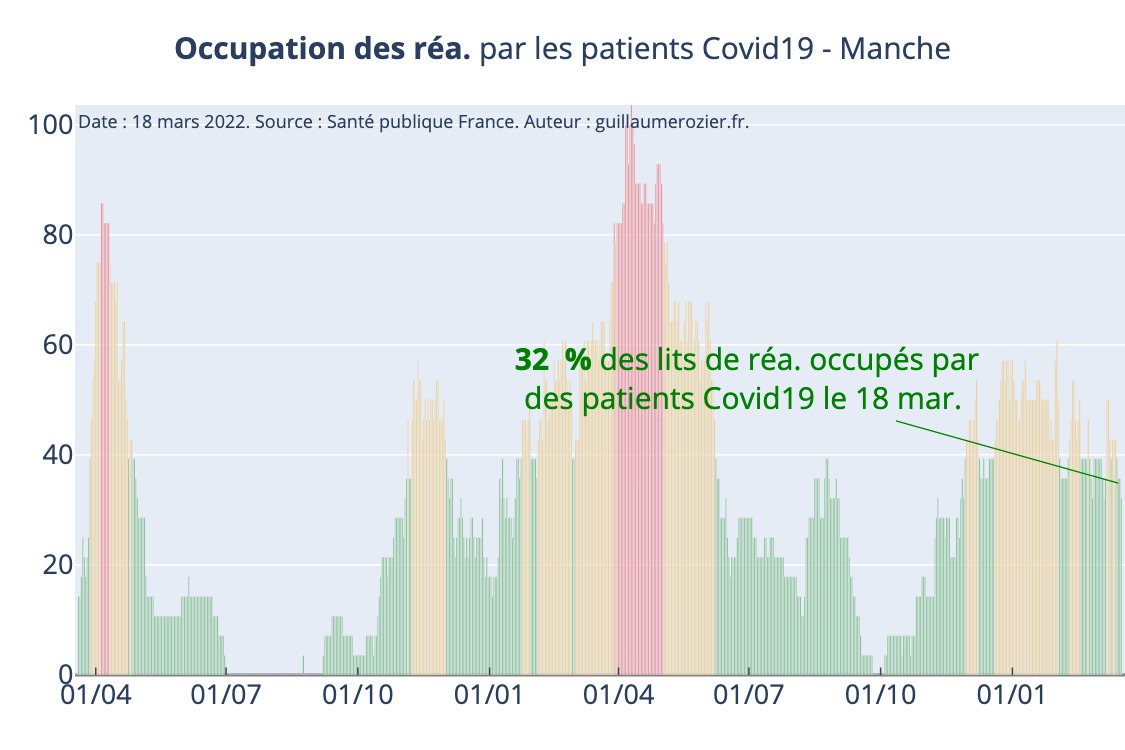 Occupation des réa. par les patients Covid19 - Manche
Date : 18 mars 2022. Source : Santé publique France. Auteur : guillaumerozier.fr.
100
80
60
40
20
0
32 % des lits de réa. occupés par
des patients Covid19 le 18 mar.
01/04 01/07 01/10 01/01 01/04 01/07 01/10 01/01